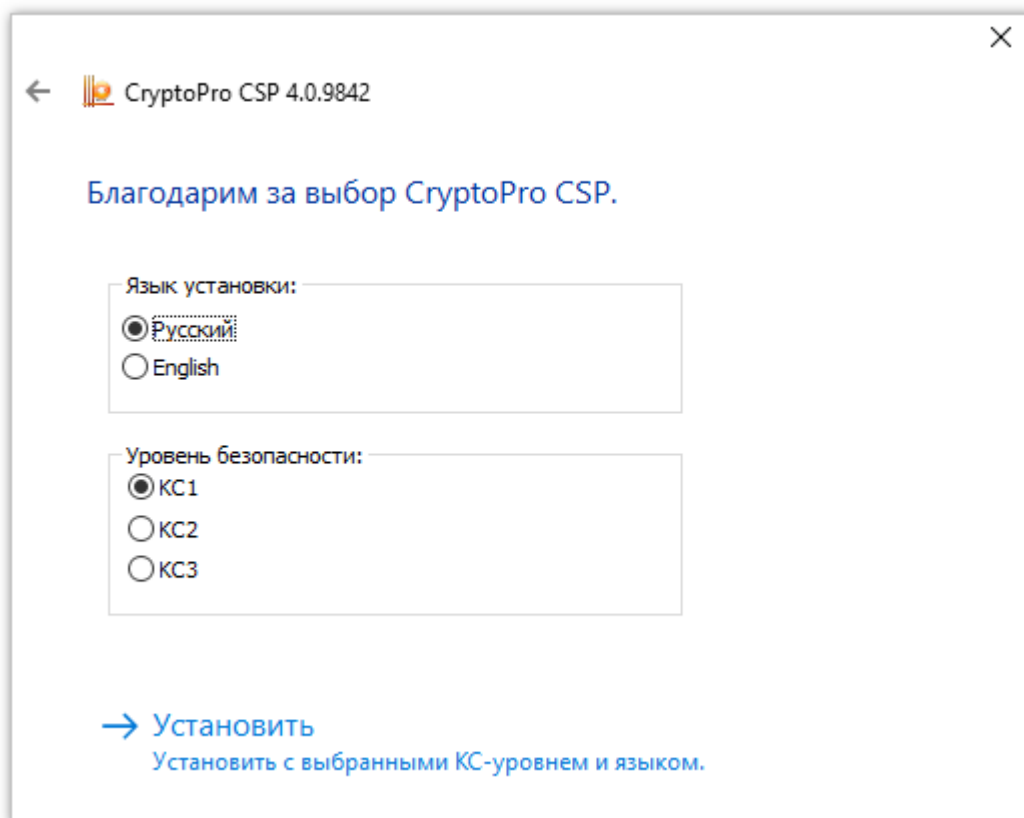 CryptoPro CSP 4.0.9842
Благодарим за выбор CryptoPro CSP.
Язык установки:
Русский
English
Уровень безопасности:
КС1
КС2
КС3
Установить
Установить с выбранными КС-уровнем и языком.